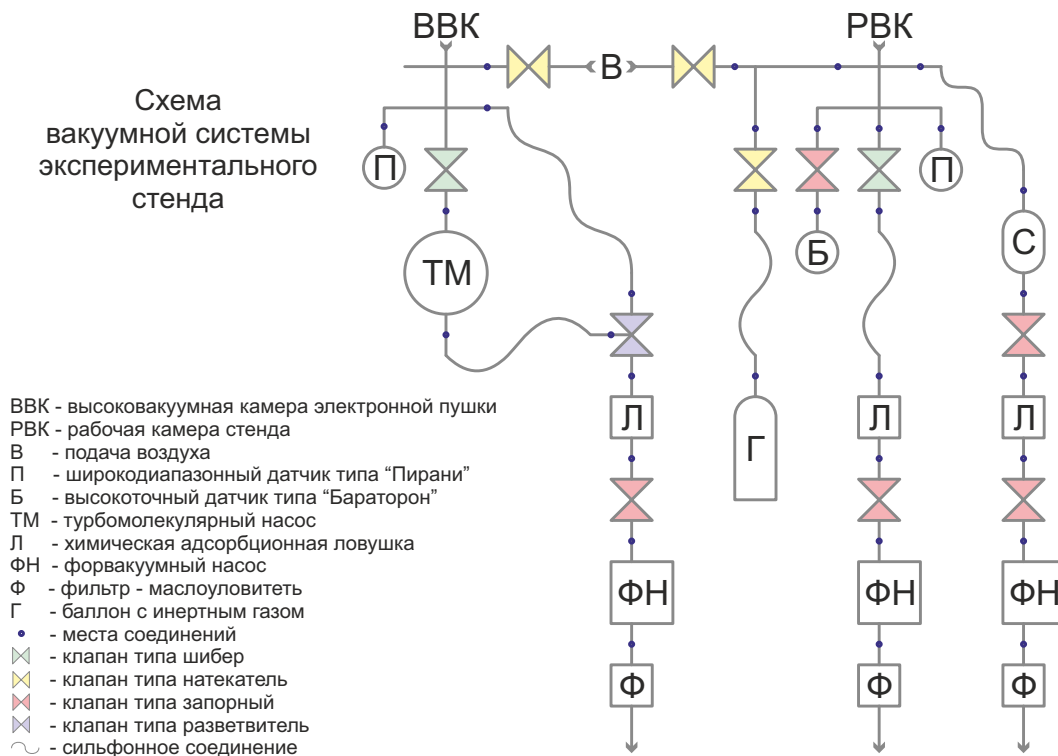 ВВК
РВК
В
Схема
вакуумной системы
экспериментального
стенда
П
П
Б
С
ТМ
Л
Г
Л
Л
ФН
ФН
ФН
Ф
Ф
Ф
ВВК - высоковакуумная камера электронной пушки
РВК - рабочая камера стенда
В - подача воздуха
П - широкодиапазонный датчик типа “Пирани”
Б - высокоточный датчик типа “Бараторон”
ТМ - турбомолекулярный насос
Л - химическая адсорбционная ловушка
ФН - форвакуумный насос
Ф - фильтр - маслоуловитеть
Г - баллон с инертным газом
- места соединений
- клапан типа шибер
- клапан типа натекатель
- клапан типа запорный
- клапан типа разветвитель
- сильфонное соединение